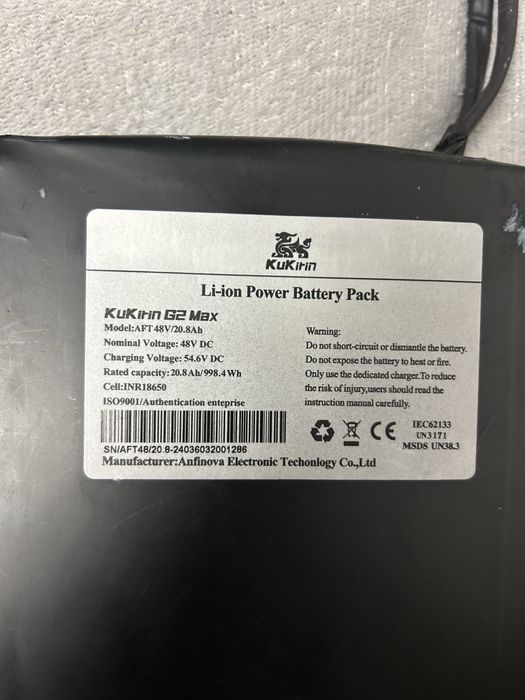 KuKirin
Li-ion Power Battery Pack
KuKirin G2 Max
Model:AFT48V/20.8Ah
Nominal Voltage: 48V DC
Charging Voltage: 54.6V DC
Rated capacity: 20.8Ah/998.4Wh
Cell:INR18650
ISO9001/Authentication enteprise
SN/AFT48/20.8-24036032001286
Manufacturer:Anfinova Electronic Techonlogy Co.,Ltd
Warning:
Do not short-circuit or dismantle the battery.
Do not expose the battery to heat or fire.
Only use the dedicated charger.To reduce
the risk of injury,users should read the
instruction manual carefully.
CE
IEC62133
UN3171
MSDS UN38.3